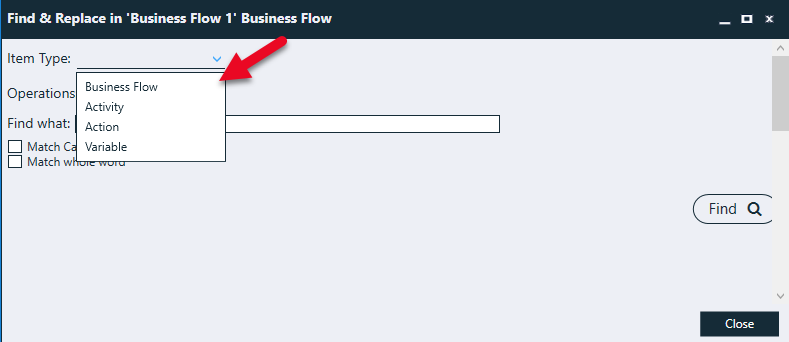 Find & Replace in 'Business Flow 1' Business Flow
Item Type:
Business Flow
Operations
Activity
Find what:
Action
Match Ca
Variable
Match whole word
Find
Close